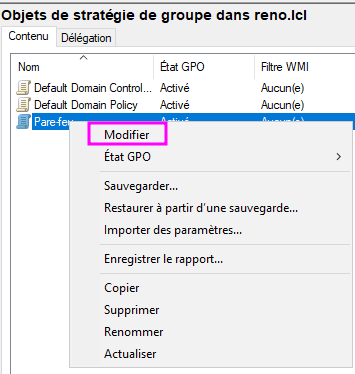 Objets de stratégie de groupe dans reno.lcl
Contenu Délégation
Nom État GPO Filtre WMI
Default Domain Control... Activé Aucun(e)
Default Domain Policy Activé Aucun(e)
Pare-feu Activé Aucun(e)
Modifier
État GPO
Sauvegarder...
Restaurer à partir d'une sauvegarde...
Importer des paramètres...
Enregistrer le rapport...
Copier
Supprimer
Renommer
Actualiser